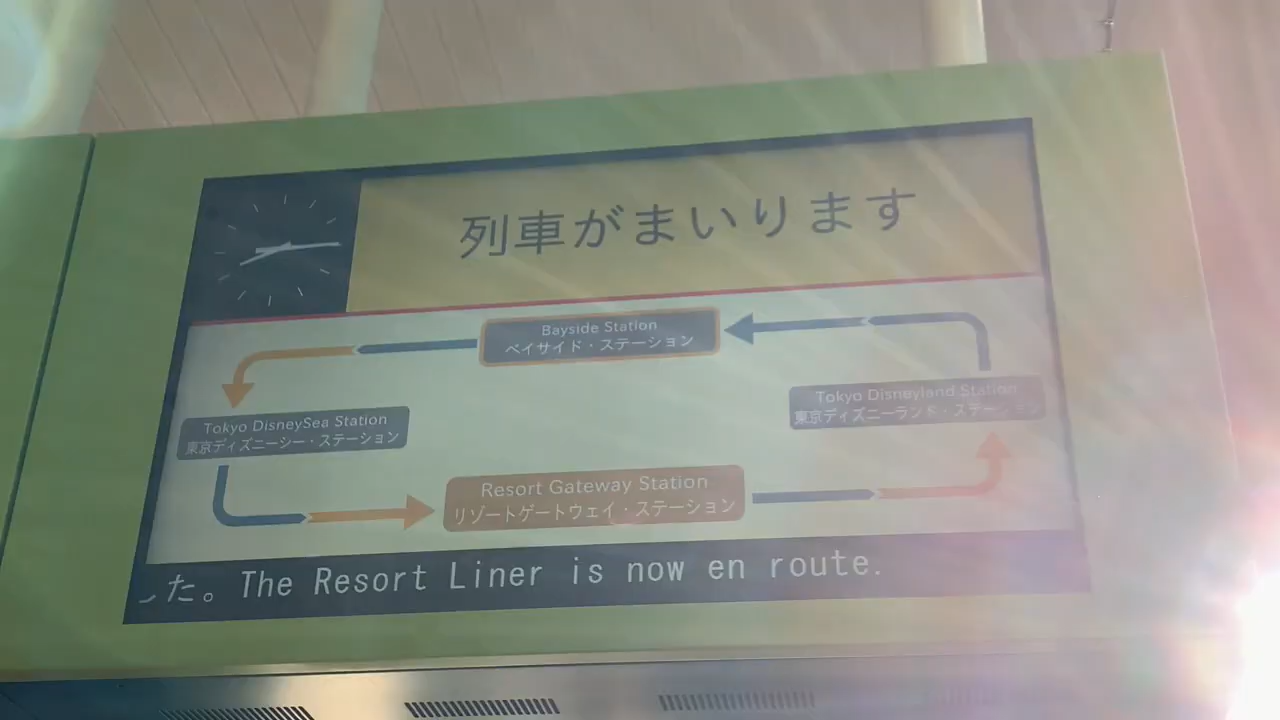 列車がまいります
Bayside Station
ベイサイド・ステーション
Tokyo Disneyland Station
東京ディズニーランド・ステーション
Tokyo DisneySea Station
東京ディズニーシー・ステーション
Resort Gateway Station
リゾートゲートウェイ・ステーション
た。The Resort Liner is now en route.